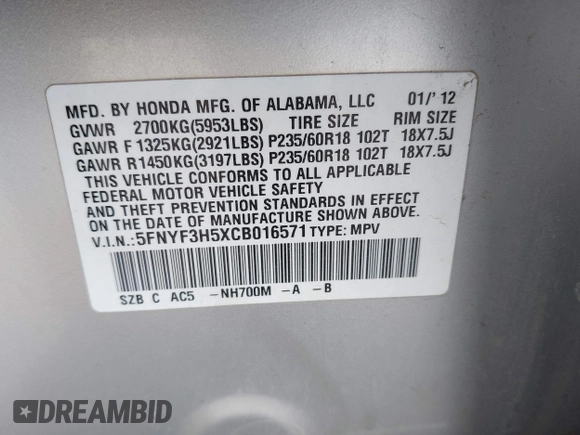 MFD. BY HONDA MFG. OF ALABAMA, LLC 01/'12
GVWR 2700KG(5953LBS) TIRE SIZE RIM SIZE
GAWR F 1325KG(2921LBS) P235/60R18 102T 18X7.5J
GAWR R 1450KG(3197LBS) P235/60R18 102T 18X7.5J
THIS VEHICLE CONFORMS TO ALL APPLICABLE
FEDERAL MOTOR VEHICLE SAFETY
AND THEFT PREVENTION STANDARDS IN EFFECT
ON THE DATE OF MANUFACTURE SHOWN ABOVE.
V.I.N.:5FNYF3H5XCB016571 TYPE: MPV
SZB C AC5 -NH700M -A -B
DREAMBID